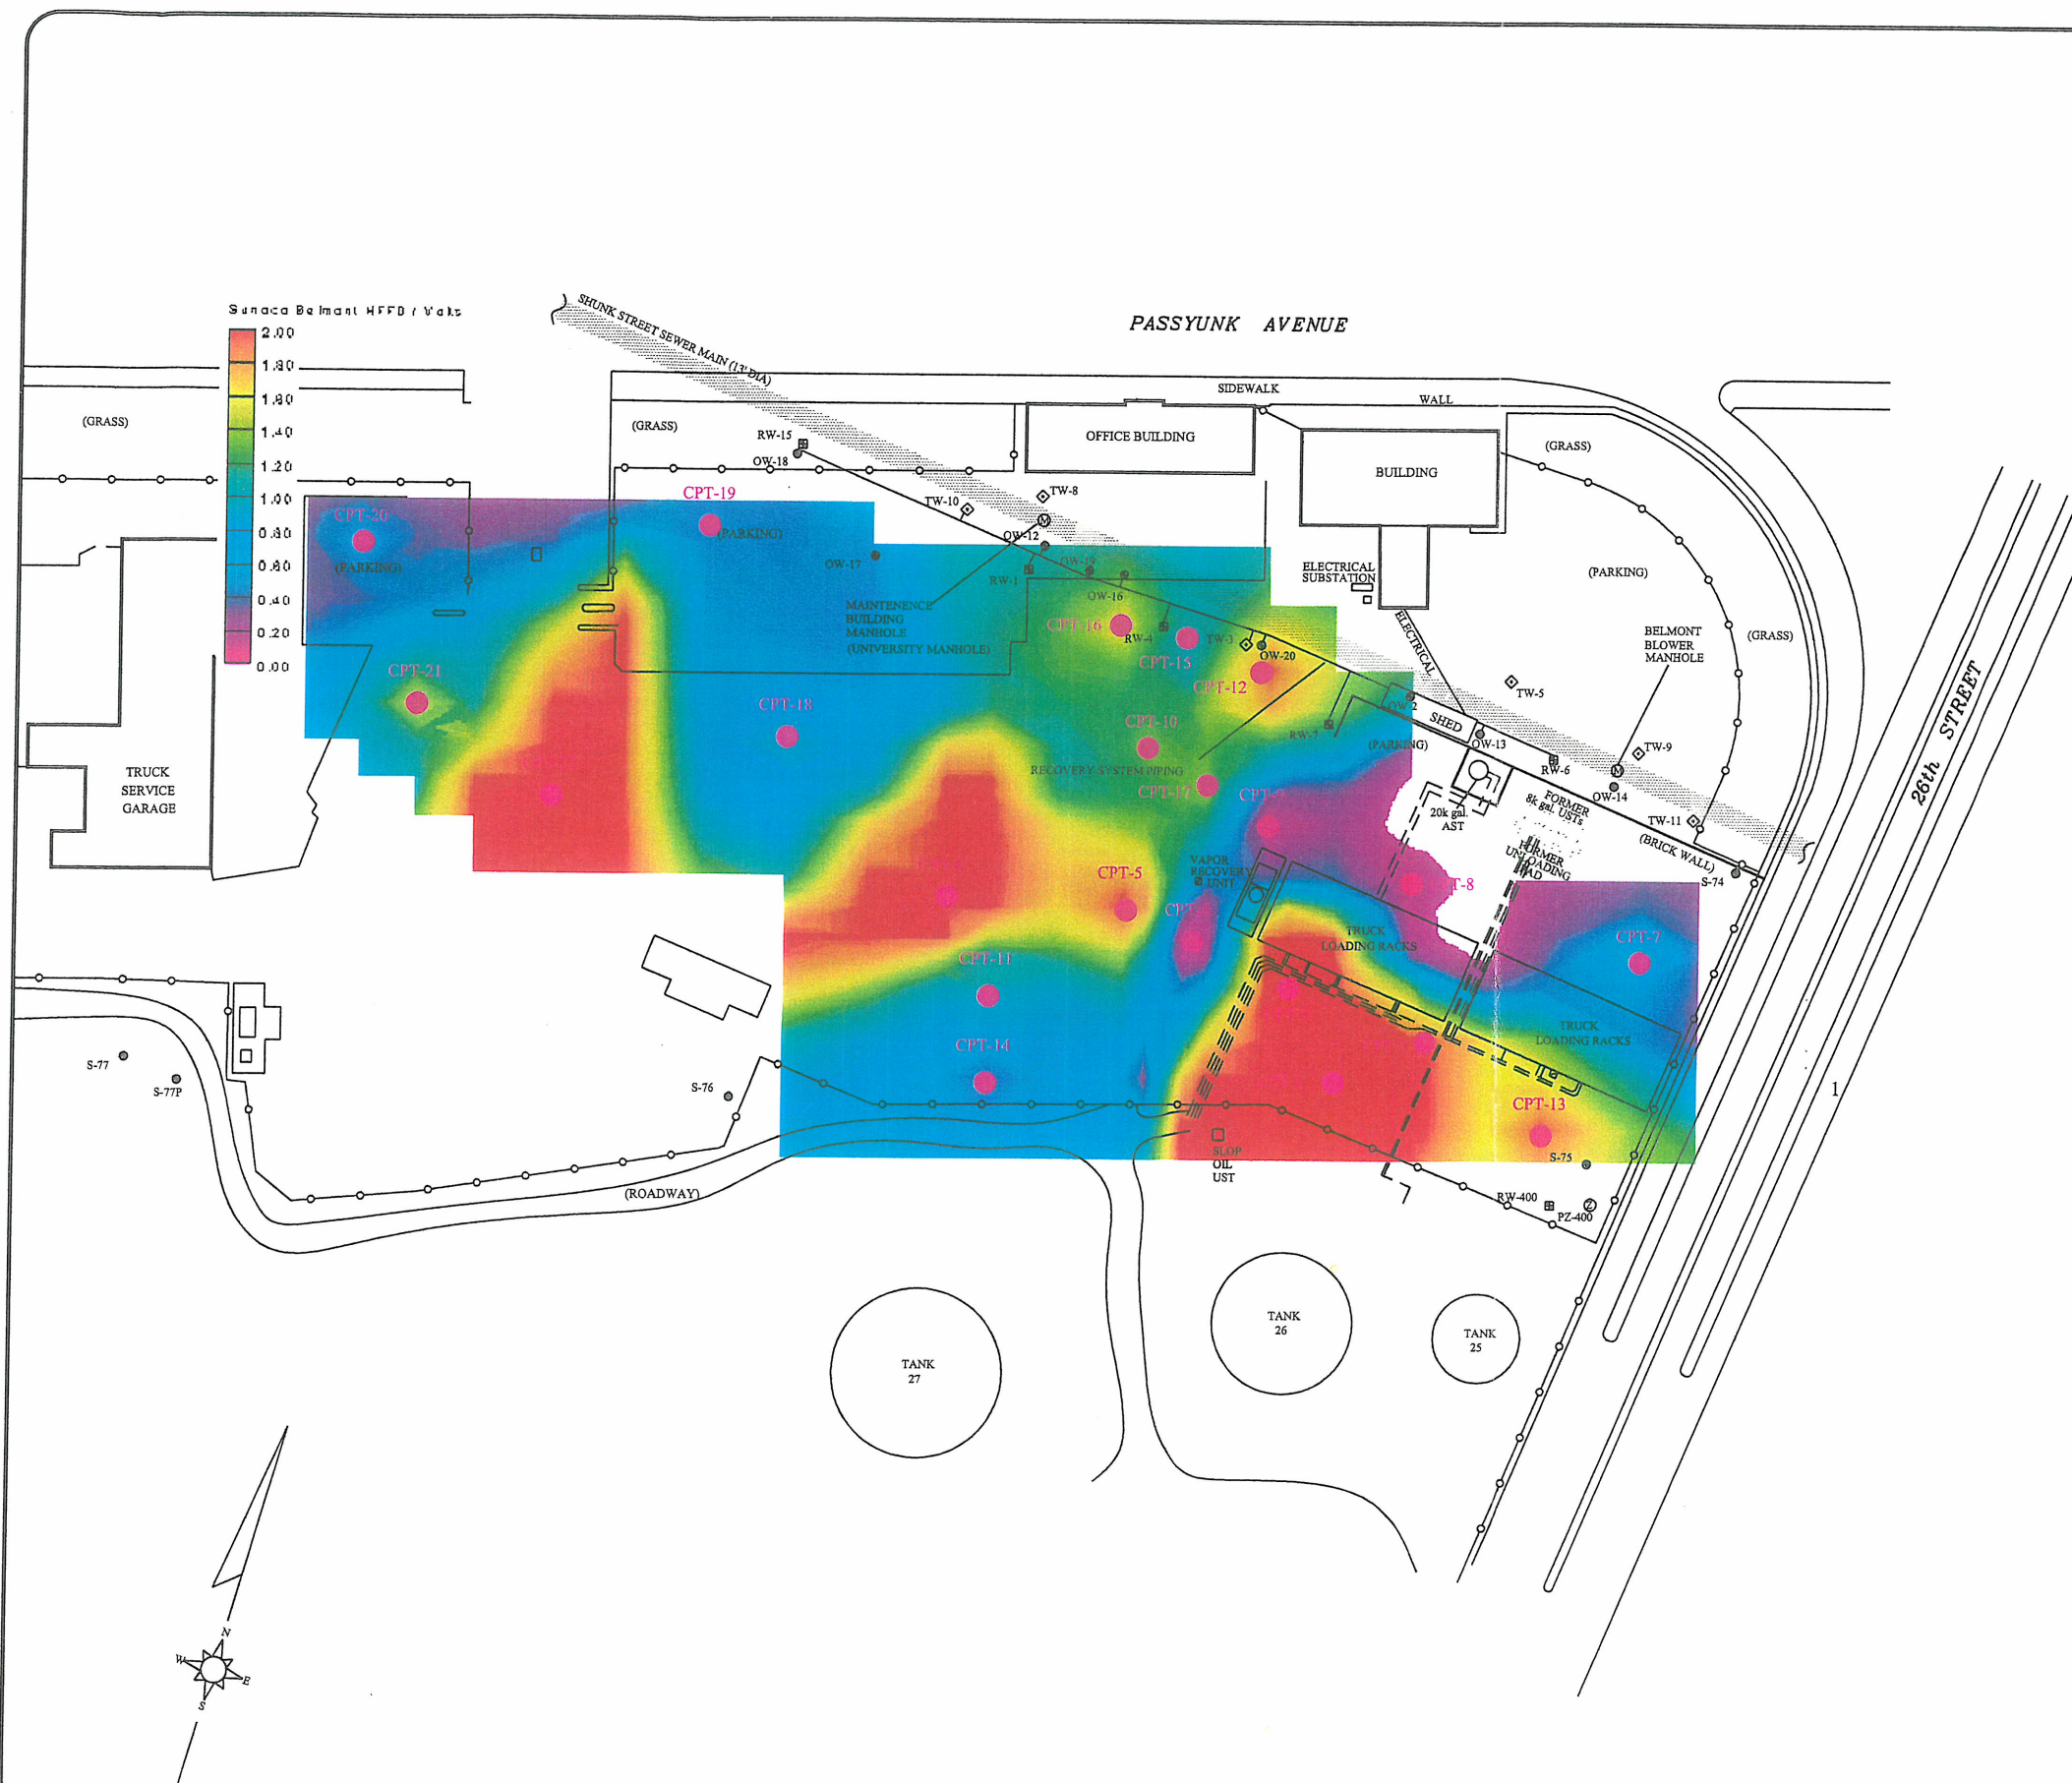 PASSYUNK AVENUE
SHUNK STREET SEWER MAIN (13' DIA)
2.00
1.80
1.60
1.40
1.20
1.00
0.80
0.60
0.40
0.20
0.00
SIDEWALK
WALL
(GRASS)
(GRASS)
(GRASS)
(GRASS)
OFFICE BUILDING
BUILDING
RW-15
OW-18
TW-10
TW-8
CPT-19
CPT-20
(PARKING)
(PARKING)
(PARKING)
(PARKING)
OW-12
OW-17
OW-19
RW-1
OW-16
ELECTRICAL
SUBSTATION
ELECTRICAL
MAINTENENCE
BUILDING
MANHOLE
(UNIVERSITY MANHOLE)
CPT-16
RW-4
CPT-15
TW-3
OW-20
CPT-12
BELMONT
BLOWER
MANHOLE
CPT-21
CPT-18
CPT-10
TW-5
OW-2
SHED
RW-7
OW-13
RECOVERY SYSTEM PIPING
CPT-17
TW-9
RW-6
OW-14
TW-11
TRUCK
SERVICE
GARAGE
20k gal.
AST
FORMER
8k gal. USTs
FORMER
UNLOADING
PAD
(BRICK WALL)
S-74
26th STREET
VAPOR
RECOVERY
UNIT
CPT-5
T-8
CPT-7
TRUCK
LOADING RACKS
CPT-11
TRUCK
LOADING RACKS
CPT-14
CPT-13
S-77
S-77P
S-76
S-75
SLOP
OIL
UST
(ROADWAY)
RW-400
PZ-400
1
TANK
27
TANK
26
TANK
25
N
W
E
S